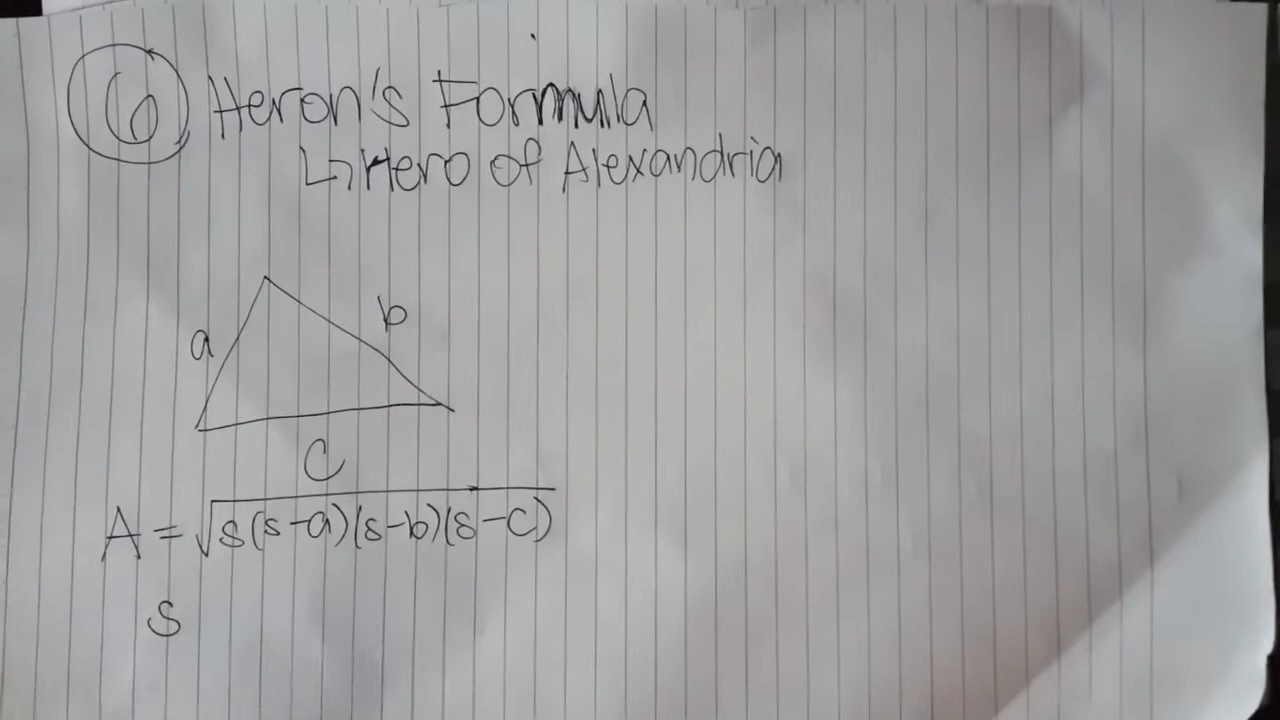 6 Heron's Formula
↳ Hero of Alexandria
a
b
C
A = √s(s-a)(s-b)(s-c)
S